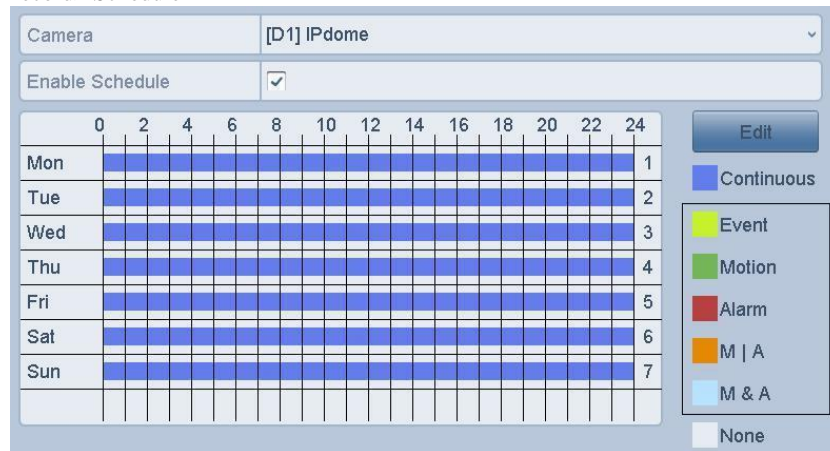 Camera [D1] IPdome
Enable Schedule
0 2 4 6 8 10 12 14 16 18 20 22 24
Mon 1
Tue 2
Wed 3
Thu 4
Fri 5
Sat 6
Sun 7
Edit
Continuous
Event
Motion
Alarm
M | A
M & A
None